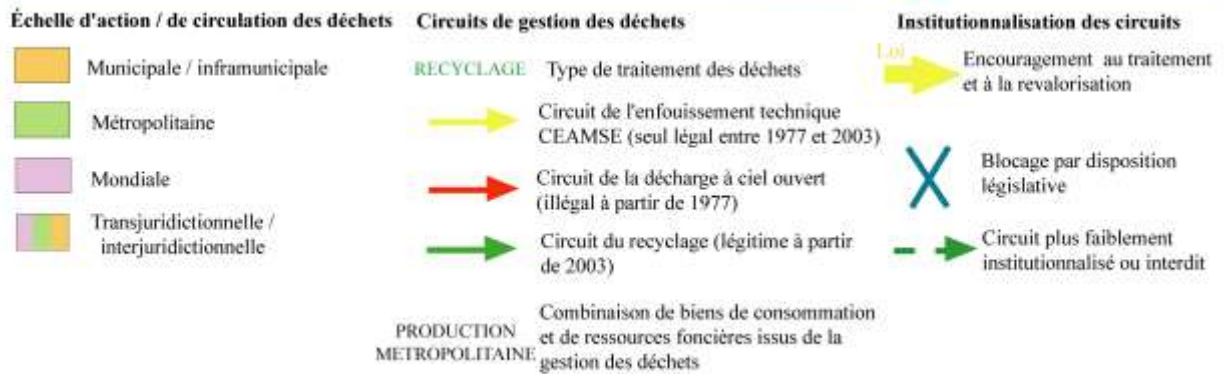 Échelle d'action / de circulation des déchets
Municipale / inframunicipale
Métropolitaine
Mondiale
Transjuridictionnelle /
interjuridictionnelle
Circuits de gestion des déchets
RECYCLAGE
Type de traitement des déchets
Circuit de l'enfouissement technique
CEAMSE (seul légal entre 1977 et 2003)
Circuit de la décharge à ciel ouvert
(illégal à partir de 1977)
Circuit du recyclage (légitime à partir
de 2003)
PRODUCTION
METROPOLITAINE
Combinaison de biens de consommation
et de ressources foncières issus de la
gestion des déchets
Institutionnalisation des circuits
Loi
Encouragement au traitement
et à la revalorisation
Blocage par disposition
législative
Circuit plus faiblement
institutionnalisé ou interdit